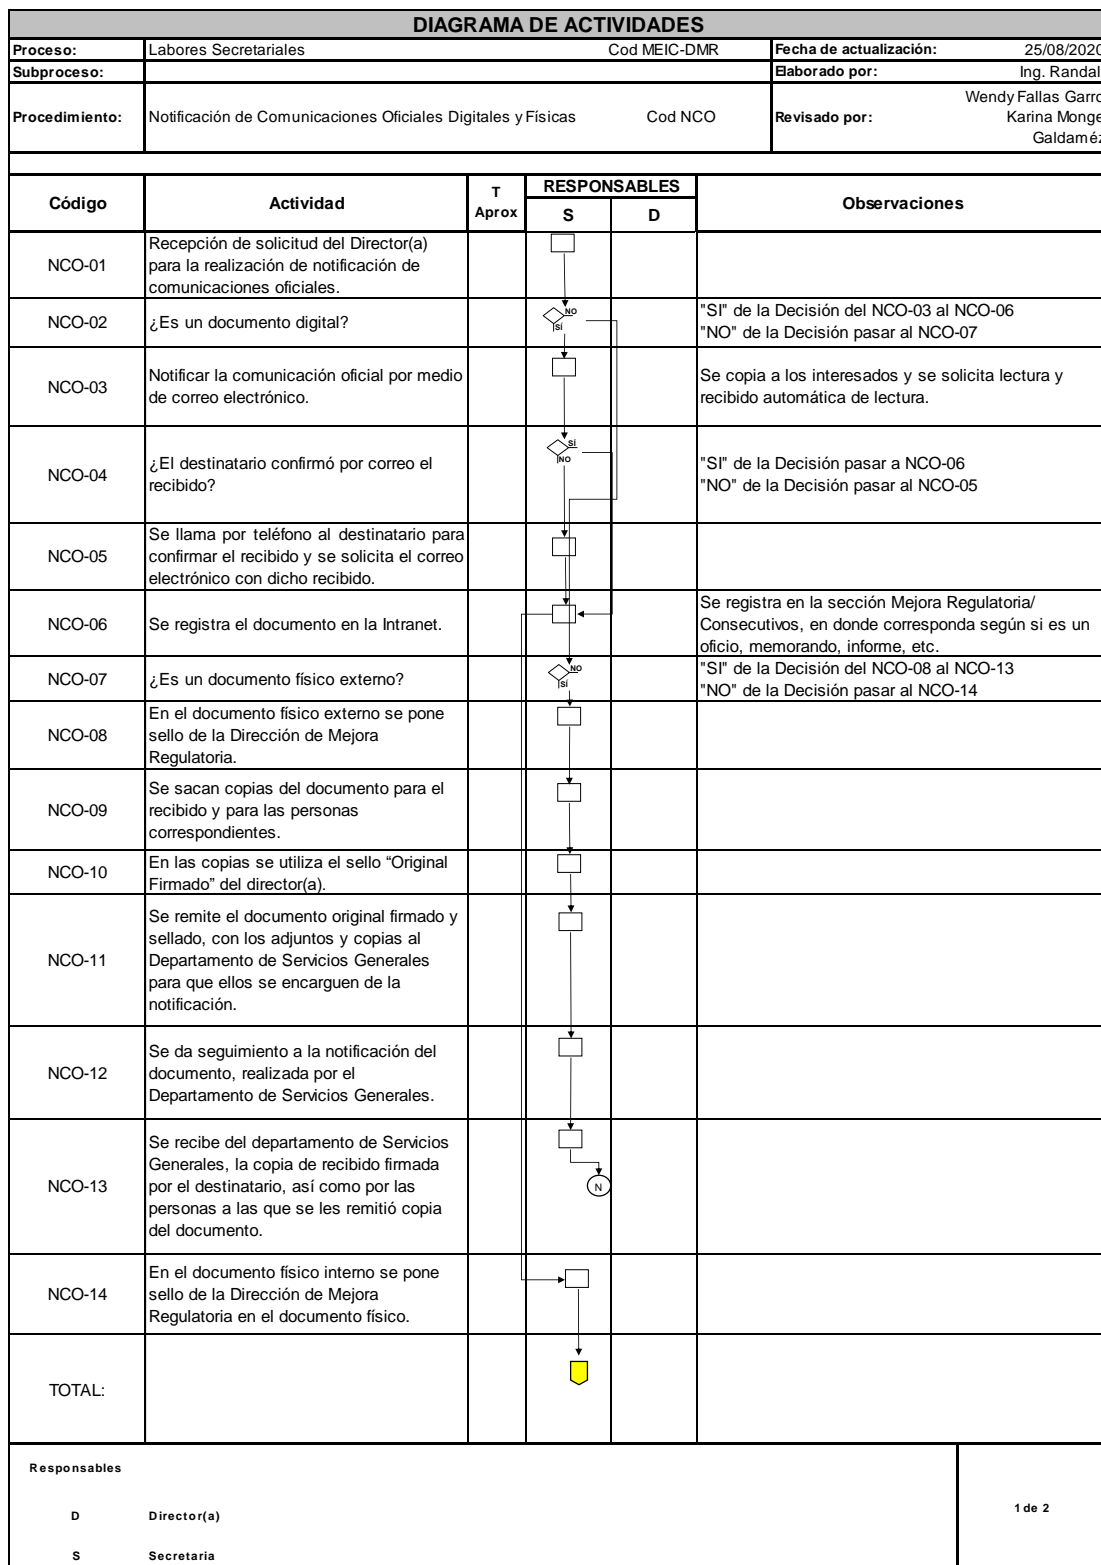 DIAGRAMA DE ACTIVIDADES
Proceso: Labores Secretariales Cod MEIC-DMR Fecha de actualización: 25/08/2020
Subproceso: Elaborado por: Ing. Randal
Procedimiento: Notificación de Comunicaciones Oficiales Digitales y Físicas Cod NCO Revisado por: Wendy Fallas Garro
Karina Monge
Galdaméz
Código Actividad T Aprox RESPONSABLES Observaciones
S D
NCO-01 Recepción de solicitud del Director(a)
para la realización de notificación de
comunicaciones oficiales.
NCO-02 ¿Es un documento digital?
NO
SÍ
"SI" de la Decisión del NCO-03 al NCO-06
"NO" de la Decisión pasar al NCO-07
NCO-03 Notificar la comunicación oficial por medio
de correo electrónico.
Se copia a los interesados y se solicita lectura y
recibido automática de lectura.
NCO-04 ¿El destinatario confirmó por correo el
recibido?
SÍ
NO
"SI" de la Decisión pasar a NCO-06
"NO" de la Decisión pasar al NCO-05
NCO-05 Se llama por teléfono al destinatario para
confirmar el recibido y se solicita el correo
electrónico con dicho recibido.
NCO-06 Se registra el documento en la Intranet.
Se registra en la sección Mejora Regulatoria/
Consecutivos, en donde corresponda según si es un
oficio, memorando, informe, etc.
NCO-07 ¿Es un documento físico externo?
NO
SÍ
"SI" de la Decisión del NCO-08 al NCO-13
"NO" de la Decisión pasar al NCO-14
NCO-08 En el documento físico externo se pone
sello de la Dirección de Mejora
Regulatoria.
NCO-09 Se sacan copias del documento para el
recibido y para las personas
correspondientes.
NCO-10 En las copias se utiliza el sello “Original
Firmado” del director(a).
NCO-11 Se remite el documento original firmado y
sellado, con los adjuntos y copias al
Departamento de Servicios Generales
para que ellos se encarguen de la
notificación.
NCO-12 Se da seguimiento a la notificación del
documento, realizada por el
Departamento de Servicios Generales.
NCO-13 Se recibe del departamento de Servicios
Generales, la copia de recibido firmada
por el destinatario, así como por las
personas a las que se les remitió copia
del documento.
N
NCO-14 En el documento físico interno se pone
sello de la Dirección de Mejora
Regulatoria en el documento físico.
TOTAL:
Responsables
D Director(a)
S Secretaria
1 de 2